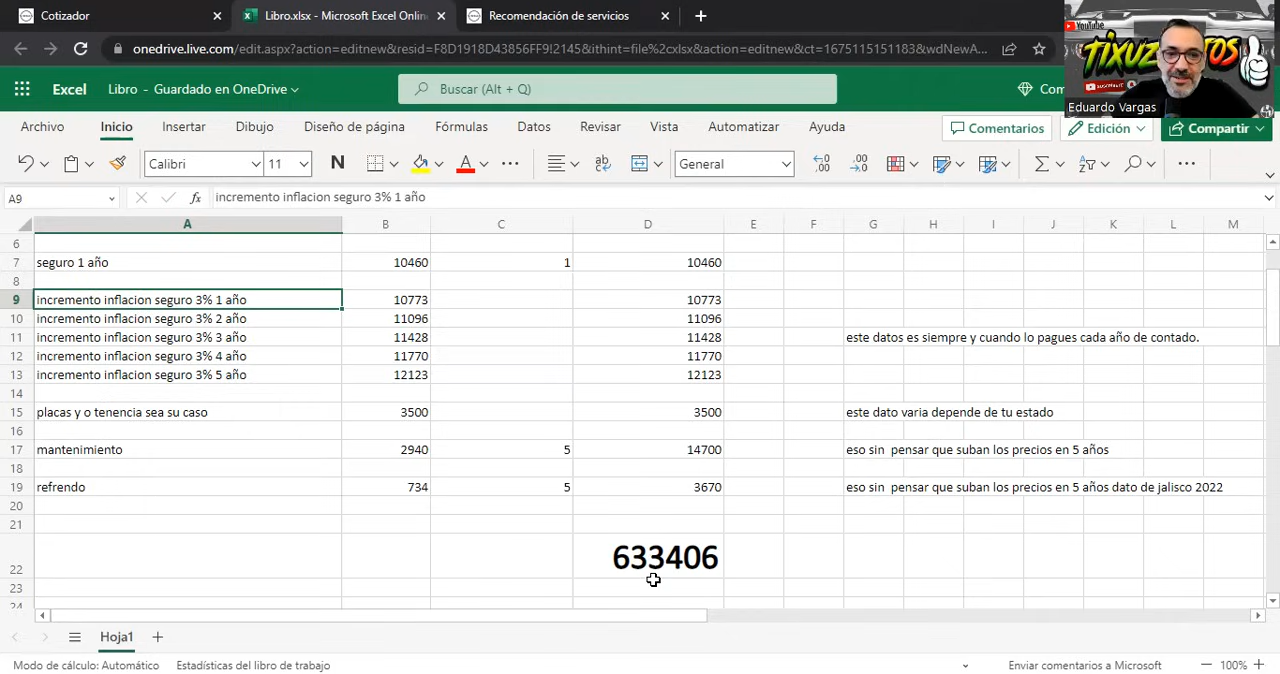 Cotizador
Libro.xlsx - Microsoft Excel Online
Recomendación de servicios
onedrive.live.com/edit.aspx?action=editnew&resid=F8D1918D43856FF9!2145&ithint=file%2cxlsx&action=editnew&ct=1675115151183&wdNewA...
YouTube
TIXUZ
Eduardo Vargas
Excel
Libro - Guardado en OneDrive
Buscar (Alt + Q)
Com
Archivo Inicio Insertar Dibujo Diseño de página Fórmulas Datos Revisar Vista Automatizar Ayuda Comentarios Edición Compartir
Calibri 11 N A General
A9 fx incremento inflacion seguro 3% 1 año
A B C D E F G H I J K L M
6
7 seguro 1 año 10460 1 10460
8
9 incremento inflacion seguro 3% 1 año 10773 10773
10 incremento inflacion seguro 3% 2 año 11096 11096
11 incremento inflacion seguro 3% 3 año 11428 11428 este datos es siempre y cuando lo pagues cada año de contado.
12 incremento inflacion seguro 3% 4 año 11770 11770
13 incremento inflacion seguro 3% 5 año 12123 12123
14
15 placas y o tenencia sea su caso 3500 3500 este dato varia depende de tu estado
16
17 mantenimiento 2940 5 14700 eso sin pensar que suban los precios en 5 años
18
19 refrendo 734 5 3670 eso sin pensar que suban los precios en 5 años dato de jalisco 2022
20
21
22 633406
23
24
Hoja1
Modo de cálculo: Automático Estadísticas del libro de trabajo Enviar comentarios a Microsoft 100%